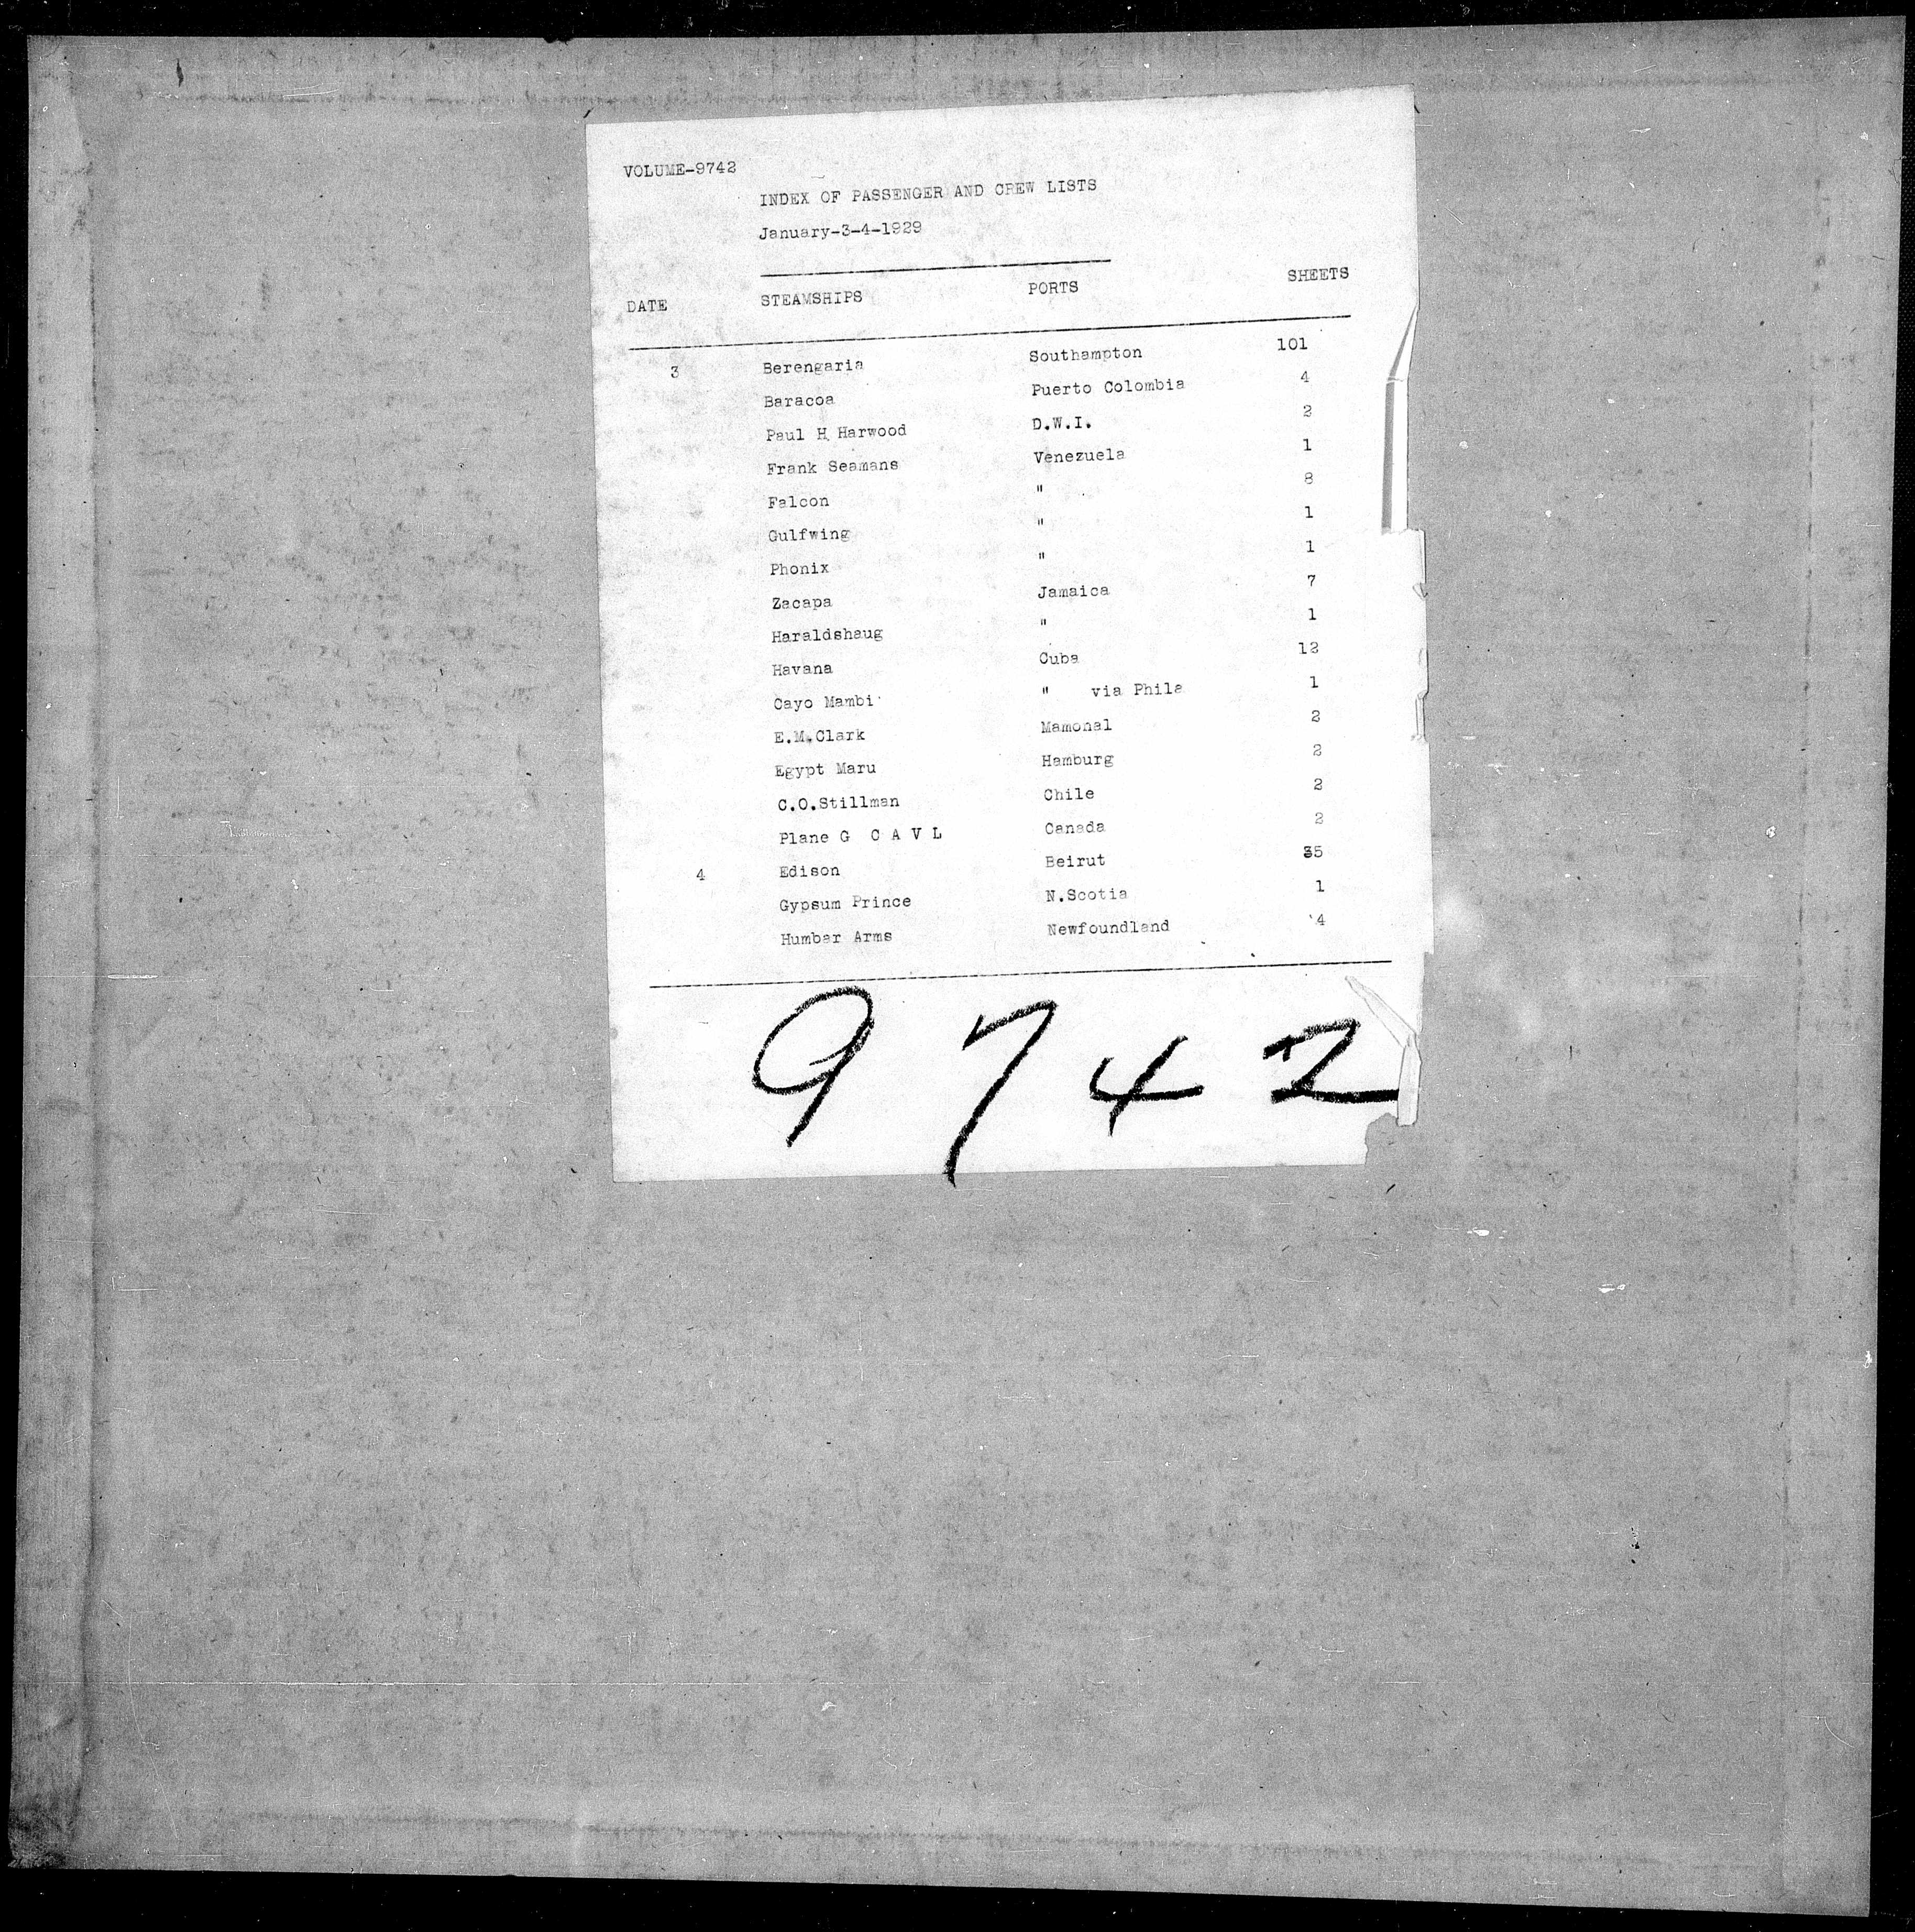 VOLUME-9742
INDEX OF PASSENGER AND CREW LISTS
January-3-4-1929
DATE STEAMSHIPS PORTS SHEETS
3 Berengaria Southampton 101
Baracoa Puerto Colombia 4
Paul H Harwood D.W.I. 2
Frank Seamans Venezuela 1
Falcon " 8
Gulfwing " 1
Phonix " 1
Zacapa Jamaica 7
Haraldshaug " 1
Havana Cuba 12
Cayo Mambi " via Phila 1
E.M.Clark Mamonal 2
Egypt Maru Hamburg 2
C.O.Stillman Chile 2
Plane G C A V L Canada 2
4 Edison Beirut 35
Gypsum Prince N.Scotia 1
Humber Arms Newfoundland 4
9742